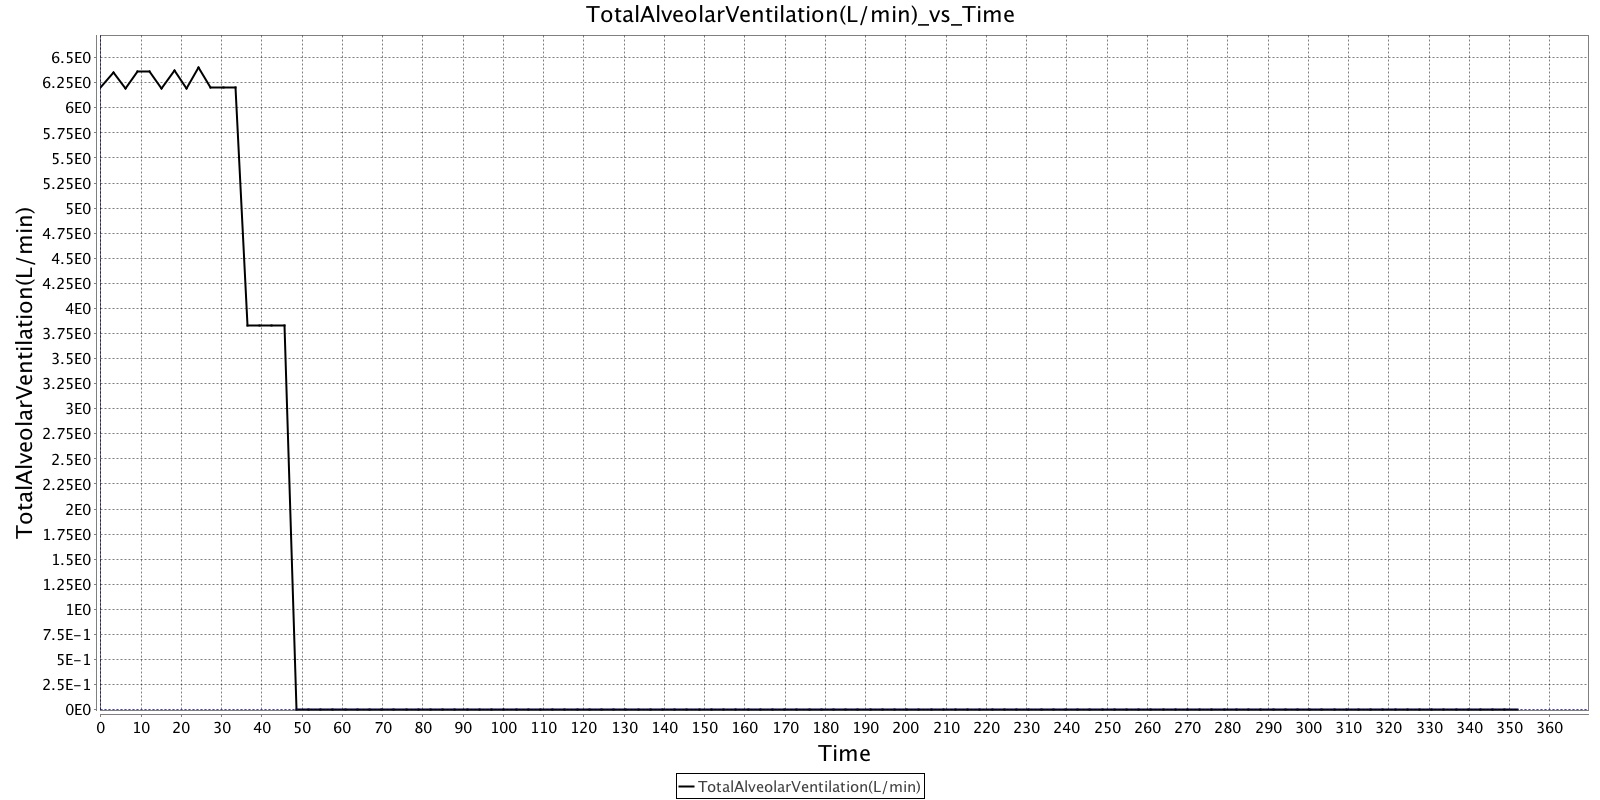 TotalAlveolarVentilation(L/min)_vs_Time
TotalAlveolarVentilation(L/min)
6.5E0
6.25E0
6E0
5.75E0
5.5E0
5.25E0
5E0
4.75E0
4.5E0
4.25E0
4E0
3.75E0
3.5E0
3.25E0
3E0
2.75E0
2.5E0
2.25E0
2E0
1.75E0
1.5E0
1.25E0
1E0
7.5E−1
5E−1
2.5E−1
0E0
0 10 20 30 40 50 60 70 80 90 100 110 120 130 140 150 160 170 180 190 200 210 220 230 240 250 260 270 280 290 300 310 320 330 340 350 360
Time
TotalAlveolarVentilation(L/min)